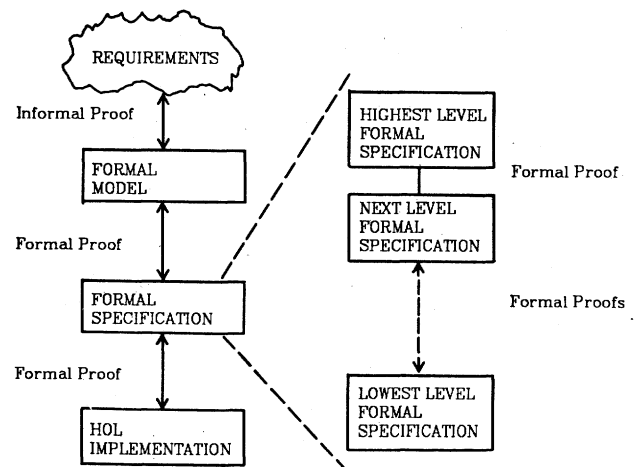 REQUIREMENTS
Informal Proof
FORMAL
MODEL
Formal Proof
FORMAL
SPECIFICATION
Formal Proof
HOL
IMPLEMENTATION
HIGHEST LEVEL
FORMAL
SPECIFICATION
Formal Proof
NEXT LEVEL
FORMAL
SPECIFICATION
Formal Proofs
LOWEST LEVEL
FORMAL
SPECIFICATION